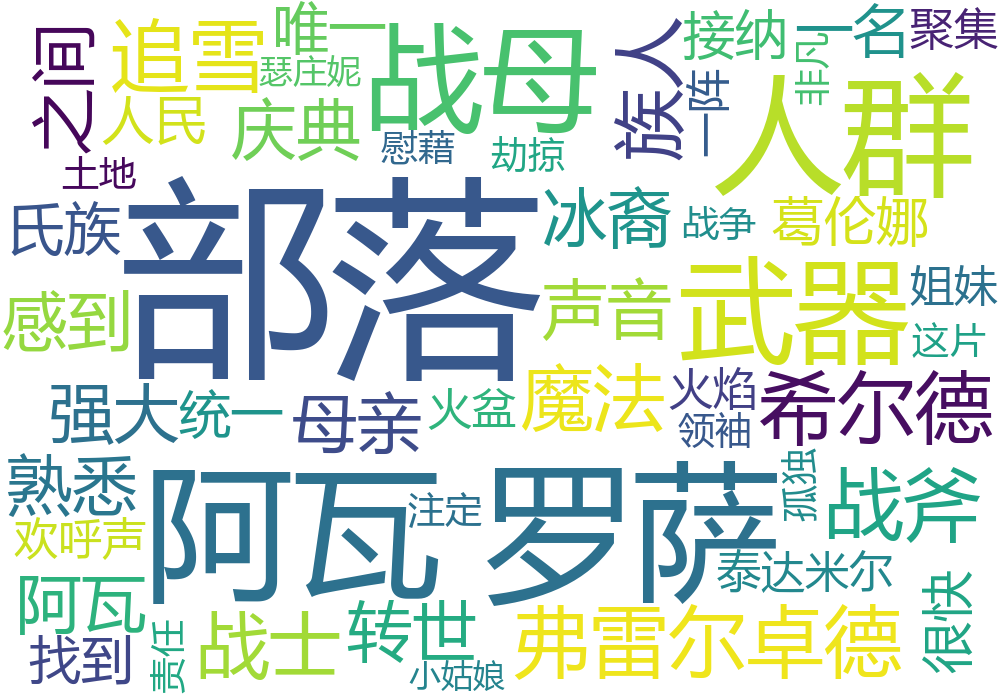 之间
追雪
唯一
瑟庄妮
战母
族人
接纳
非凡
一名
聚集
人民
庆典
慰藉
劫掠
一阵
人群
土地
氏族
部落
冰裔
战争
葛伦娜
感到
声音
武器
姐妹
这片
强大
统一
母亲
火盆
魔法
火焰
领袖
希尔德
熟悉
欢呼声
阿瓦罗萨
注定
孤独
战斧
泰达米尔
阿瓦
找到
责任
战士
转世
小姑娘
弗雷尔卓德
很快